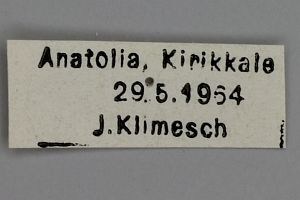 Anatolia, Kirikkale
29.5.1964
J.Klimesch